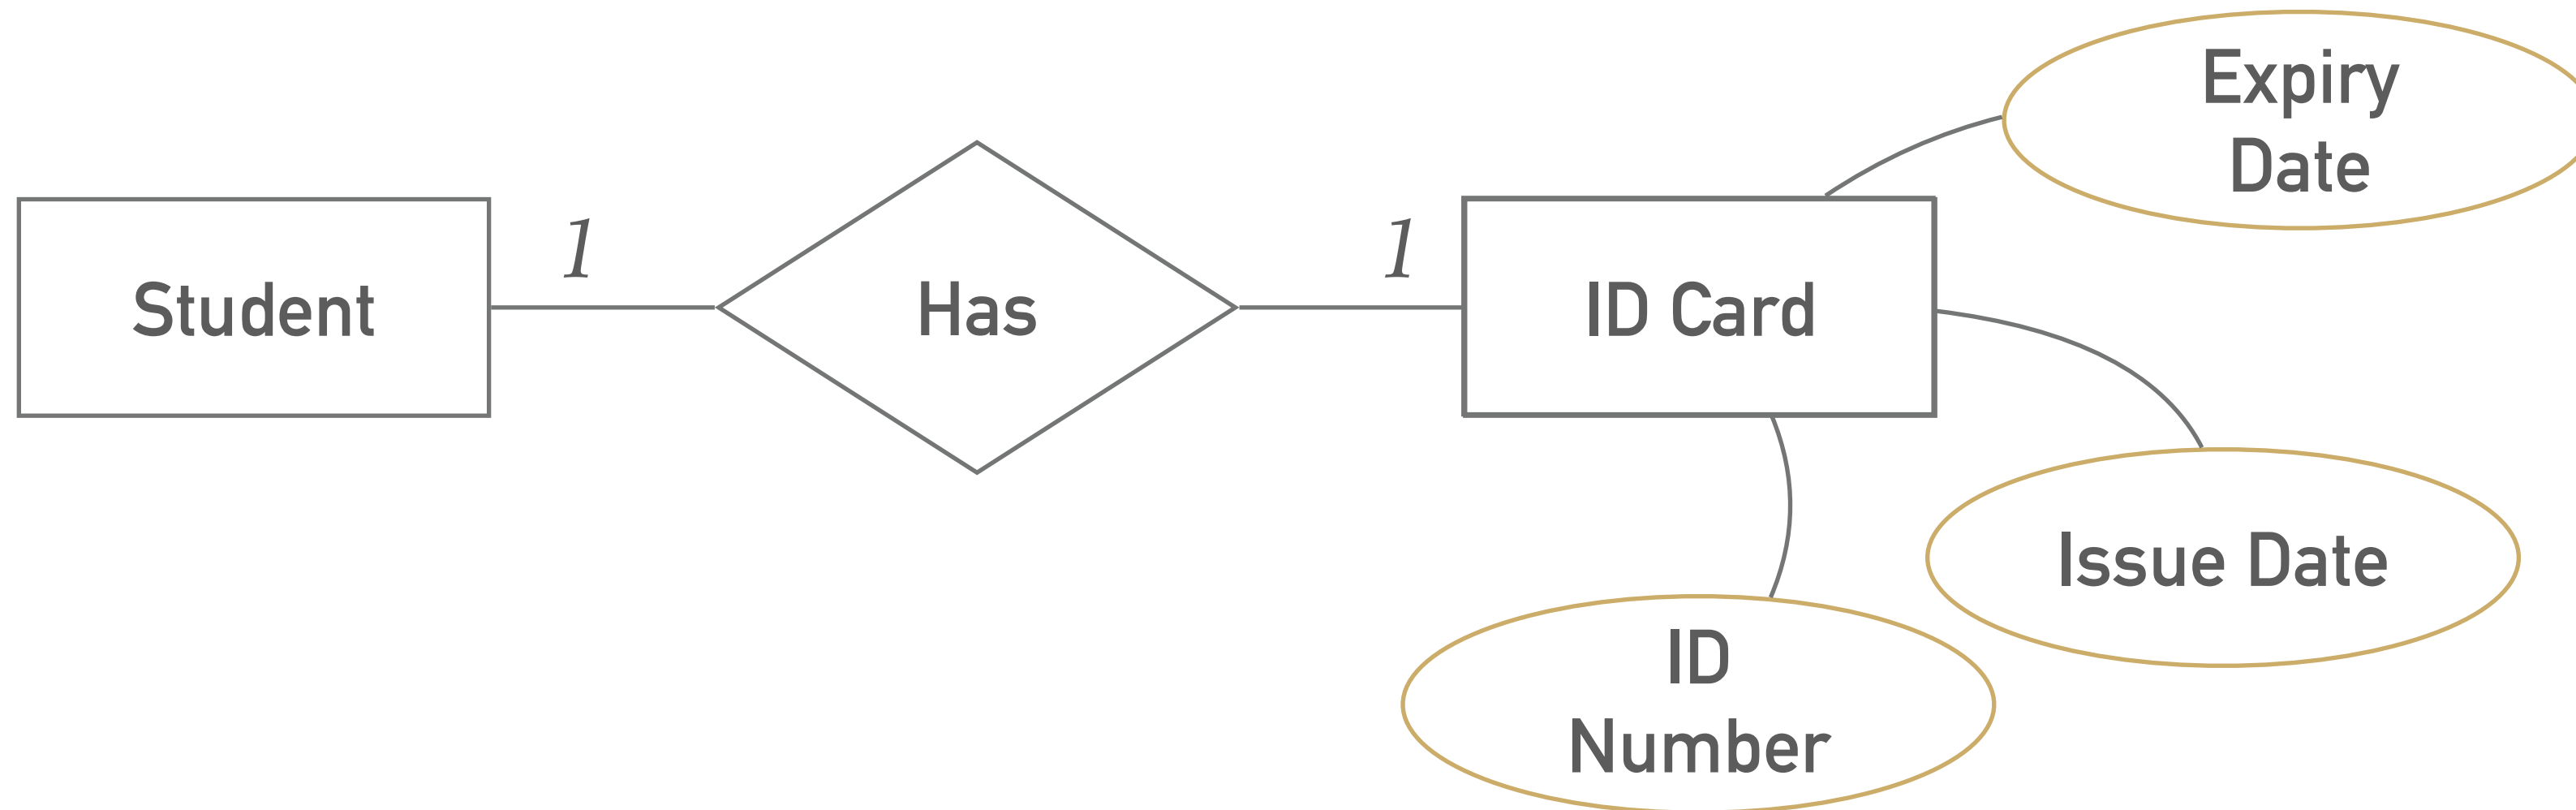 Expiry
Date
Student
1
Has
1
ID Card
Issue Date
ID
Number